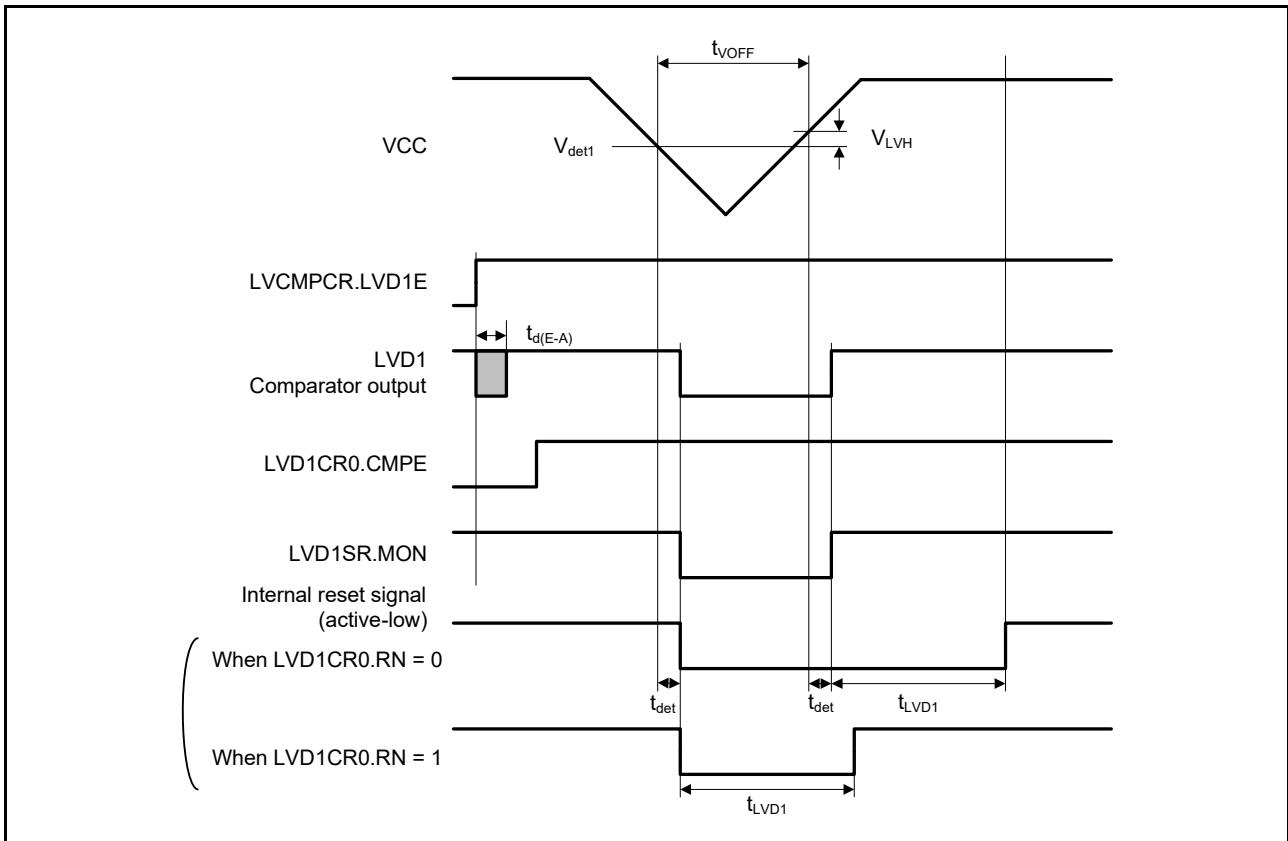 tVOFF
VCC
Vdet1
VLVH
LVCMPCR.LVD1E
td(E-A)
LVD1
Comparator output
LVD1CR0.CMPE
LVD1SR.MON
Internal reset signal
(active-low)
When LVD1CR0.RN = 0
tdet
tdet
tLVD1
When LVD1CR0.RN = 1
tLVD1